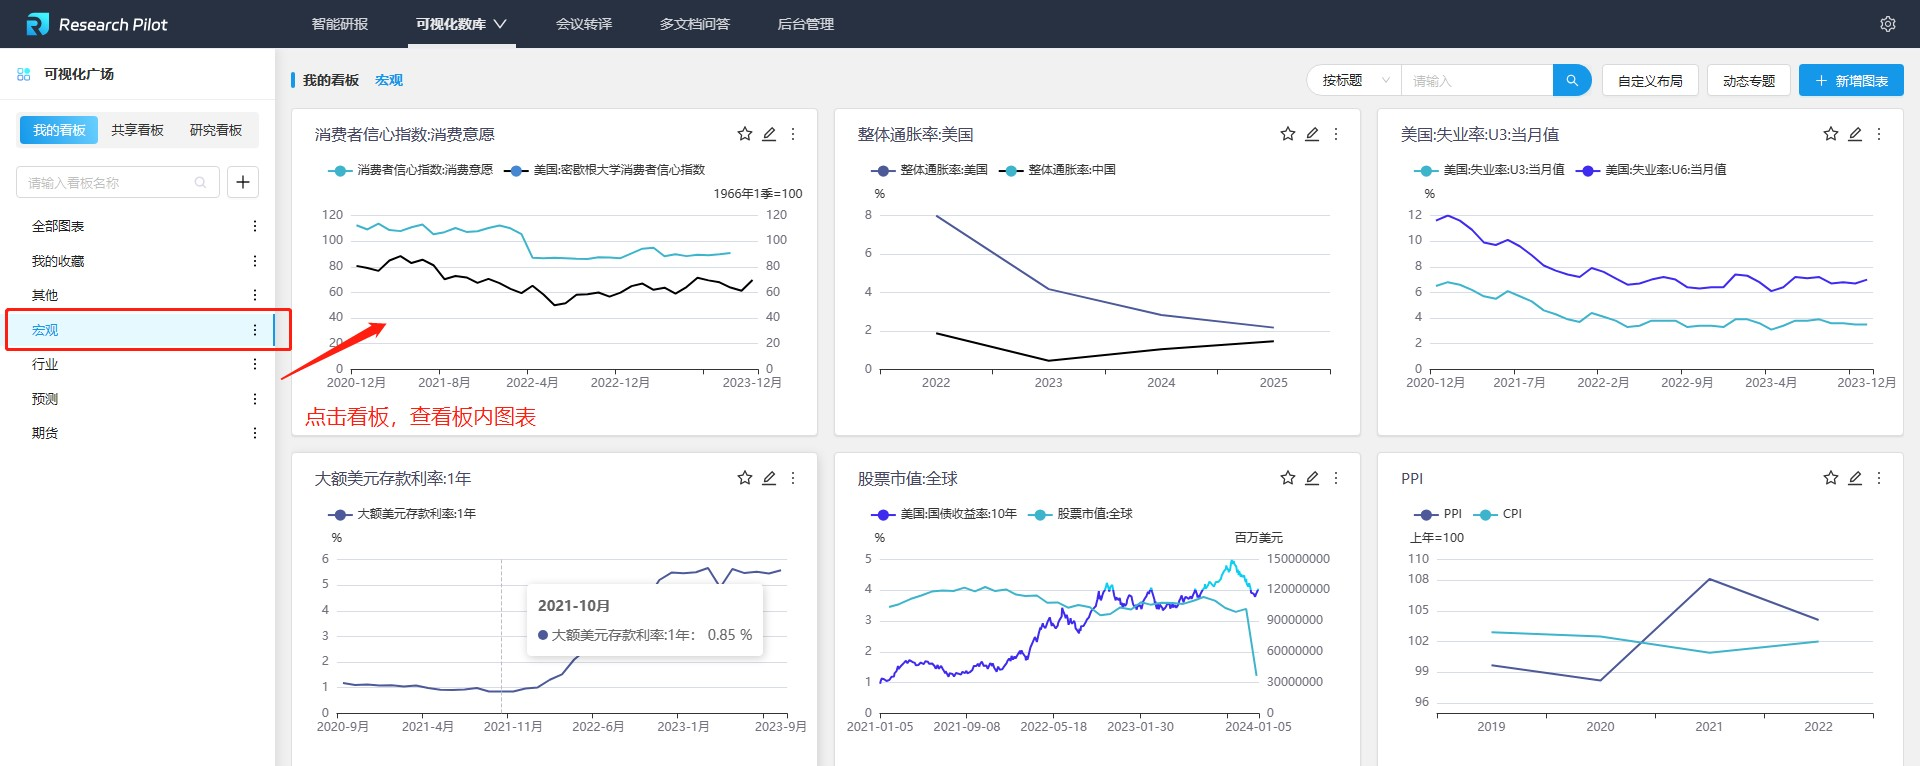 Research Pilot
智能研报 可视化数库 会议转译 多文档问答 后台管理
可视化广场
我的看板 共享看板 研究看板
请输入看板名称
全部图表
我的收藏
其他
宏观
行业
预测
期货
我的看板 宏观
按标题 请输入 自定义布局 动态专题 + 新增图表
消费者信心指数:消费意愿
消费者信心指数:消费意愿 美国:密歇根大学消费者信心指数
1966年1季=100
120 120
100 100
80 80
60 60
40 40
20 20
0 0
2020-12月 2021-8月 2022-4月 2022-12月 2023-12月
点击看板，查看板内图表
整体通胀率:美国
整体通胀率:美国 整体通胀率:中国
%
8
6
4
2
0
2022 2023 2024 2025
美国:失业率:U3:当月值
美国:失业率:U3:当月值 美国:失业率:U6:当月值
%
12
10
8
6
4
2
0
2020-12月 2021-7月 2022-2月 2022-9月 2023-4月 2023-12月
大额美元存款利率:1年
大额美元存款利率:1年
%
6
5
4
3
2
1
0
2021-10月
大额美元存款利率:1年： 0.85 %
2020-9月 2021-4月 2021-11月 2022-6月 2023-1月 2023-9月
股票市值:全球
美国:国债收益率:10年 股票市值:全球
% 百万美元
5 150000000
4 120000000
3 90000000
2 60000000
1 30000000
0 0
2021-01-05 2021-09-08 2022-05-18 2023-01-30 2024-01-05
PPI
PPI CPI
上年=100
110
108
105
102
99
96
2019 2020 2021 2022